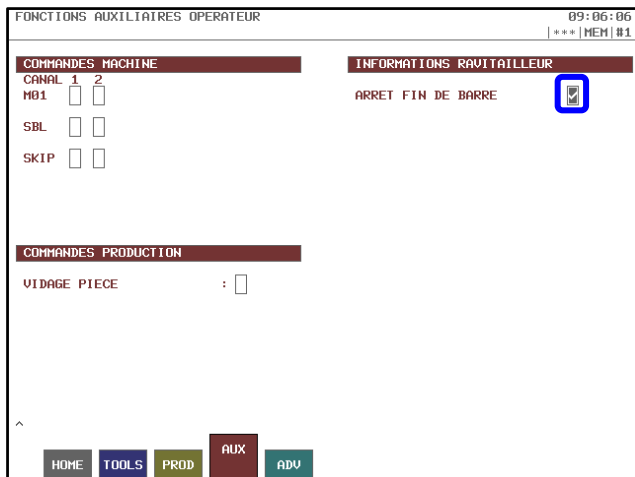 FONCTIONS AUXILIAIRES OPERATEUR
09:06:06
|***|MEM|#1
COMMANDES MACHINE
CANAL 1 2
M01
SBL
SKIP
INFORMATIONS RAVITAILLEUR
ARRET FIN DE BARRE
COMMANDES PRODUCTION
VIDAGE PIECE :
^
HOME TOOLS PROD AUX ADV